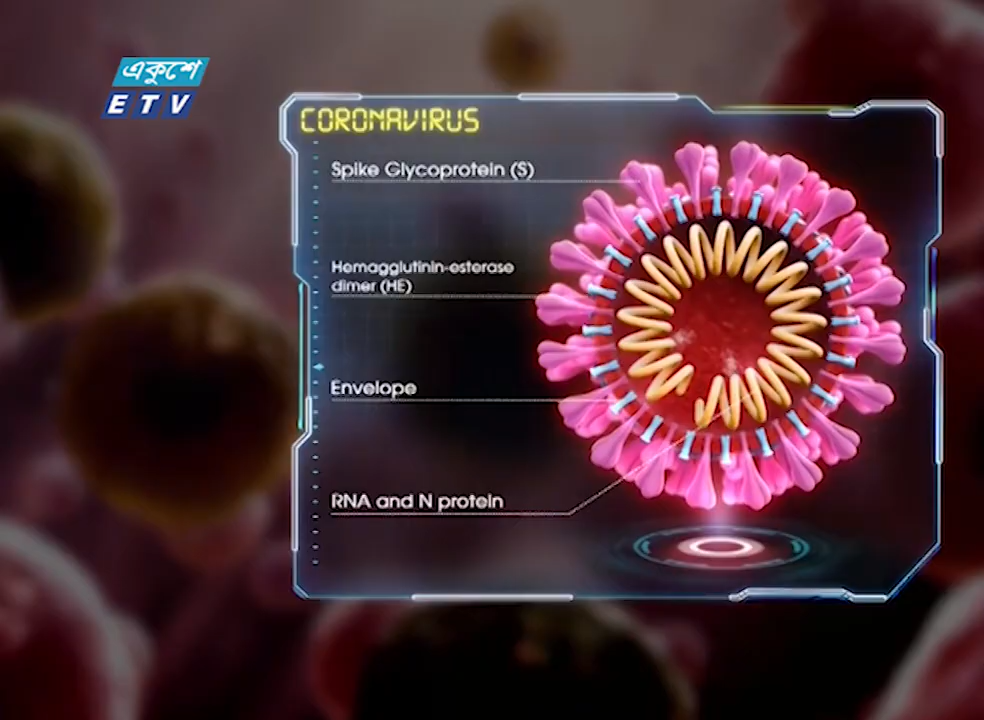 একুশে
ETV
CORONAVIRUS
Spike Glycoprotein (S)
Hemagglutinin-esterase
dimer (HE)
Envelope
RNA and N protein